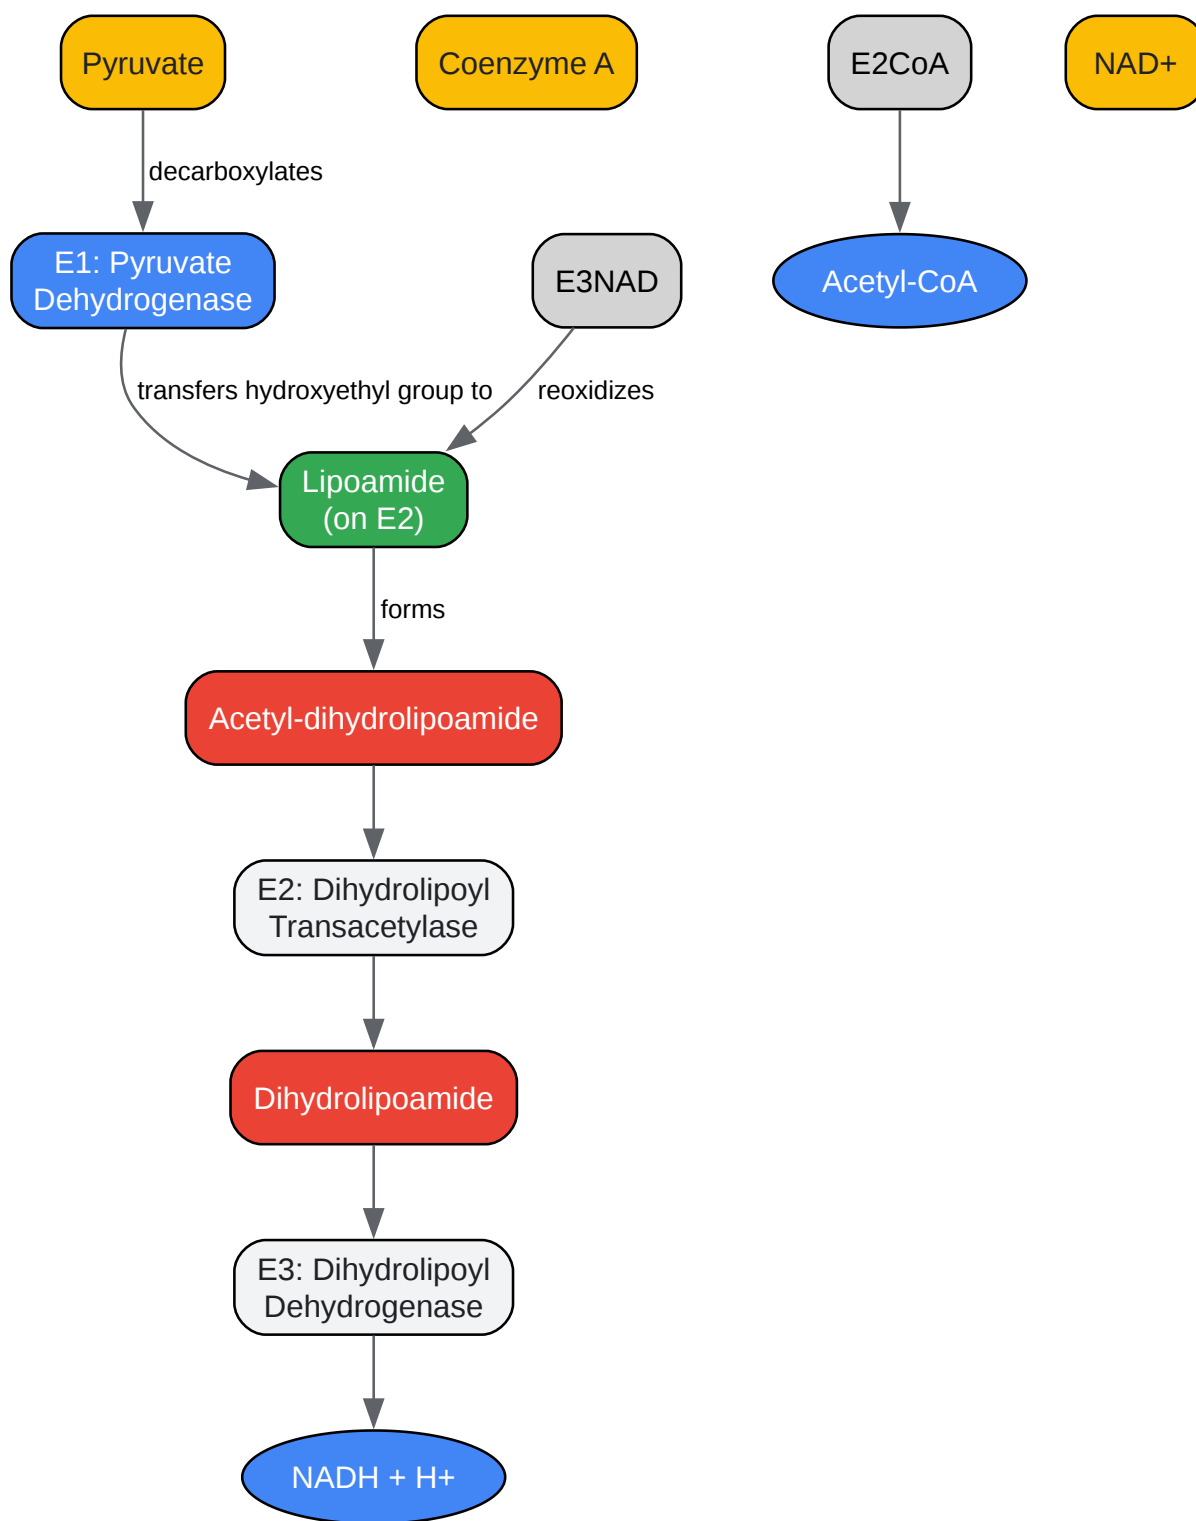 Pyruvate
Coenzyme A
E2CoA
NAD+
decarboxylates
E1: Pyruvate
Dehydrogenase
E3NAD
Acetyl-CoA
transfers hydroxyethyl group to
reoxidizes
Lipoamide
(on E2)
forms
Acetyl-dihydrolipoamide
E2: Dihydrolipoyl
Transacetylase
Dihydrolipoamide
E3: Dihydrolipoyl
Dehydrogenase
NADH + H+